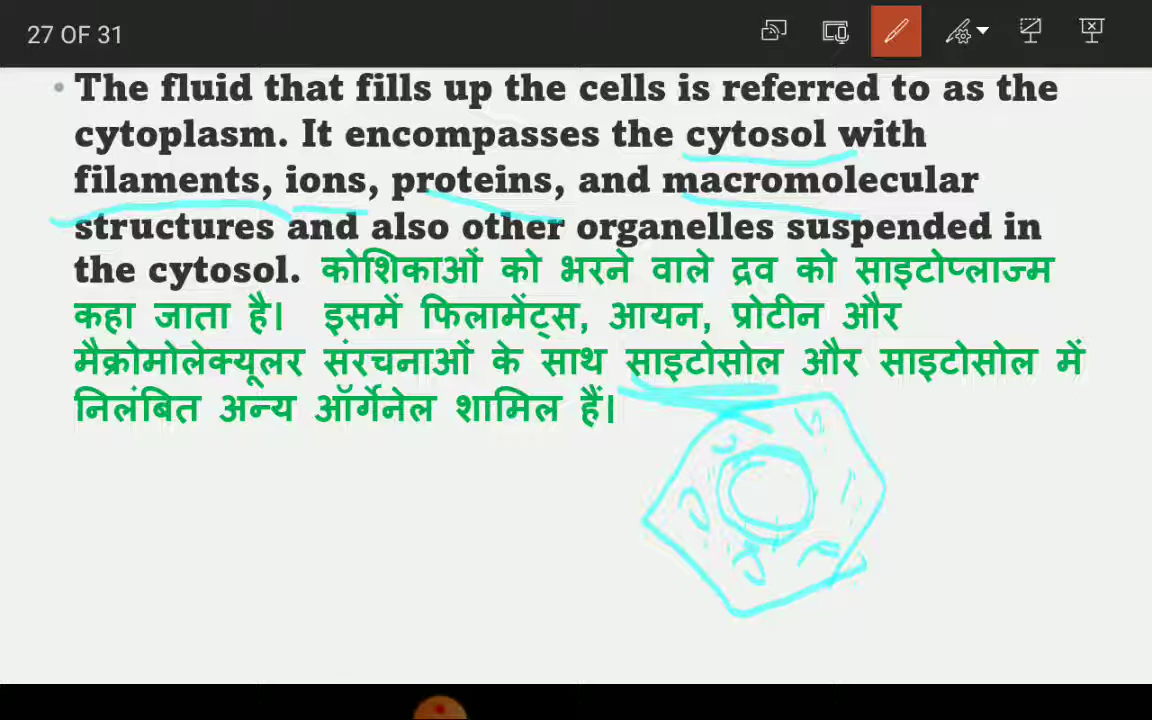 27 OF 31
• The fluid that fills up the cells is referred to as the
cytoplasm. It encompasses the cytosol with
filaments, ions, proteins, and macromolecular
structures and also other organelles suspended in
the cytosol. कोशिकाओं को भरने वाले द्रव को साइटोप्लाज्म
कहा जाता है। इसमें फिलामेंट्स, आयन, प्रोटीन और
मैक्रोमोलेक्यूलर संरचनाओं के साथ साइटोसोल और साइटोसोल में
निलंबित अन्य ऑर्गेनेल शामिल हैं।